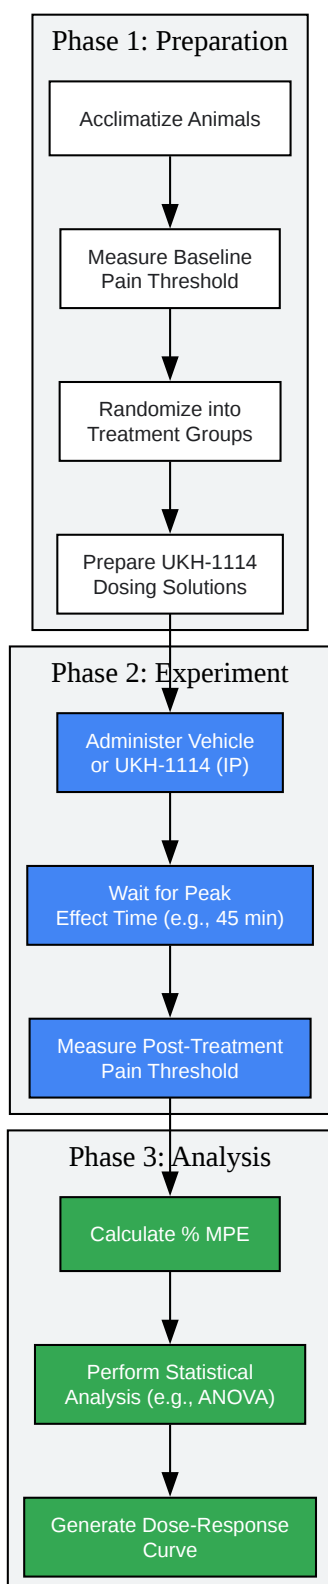 Phase 1: Preparation
Acclimatize Animals
Measure Baseline
Pain Threshold
Randomize into
Treatment Groups
Prepare UKH-1114
Dosing Solutions
Phase 2: Experiment
Administer Vehicle
or UKH-1114 (IP)
Wait for Peak
Effect Time (e.g., 45 min)
Measure Post-Treatment
Pain Threshold
Phase 3: Analysis
Calculate % MPE
Perform Statistical
Analysis (e.g., ANOVA)
Generate Dose-Response
Curve